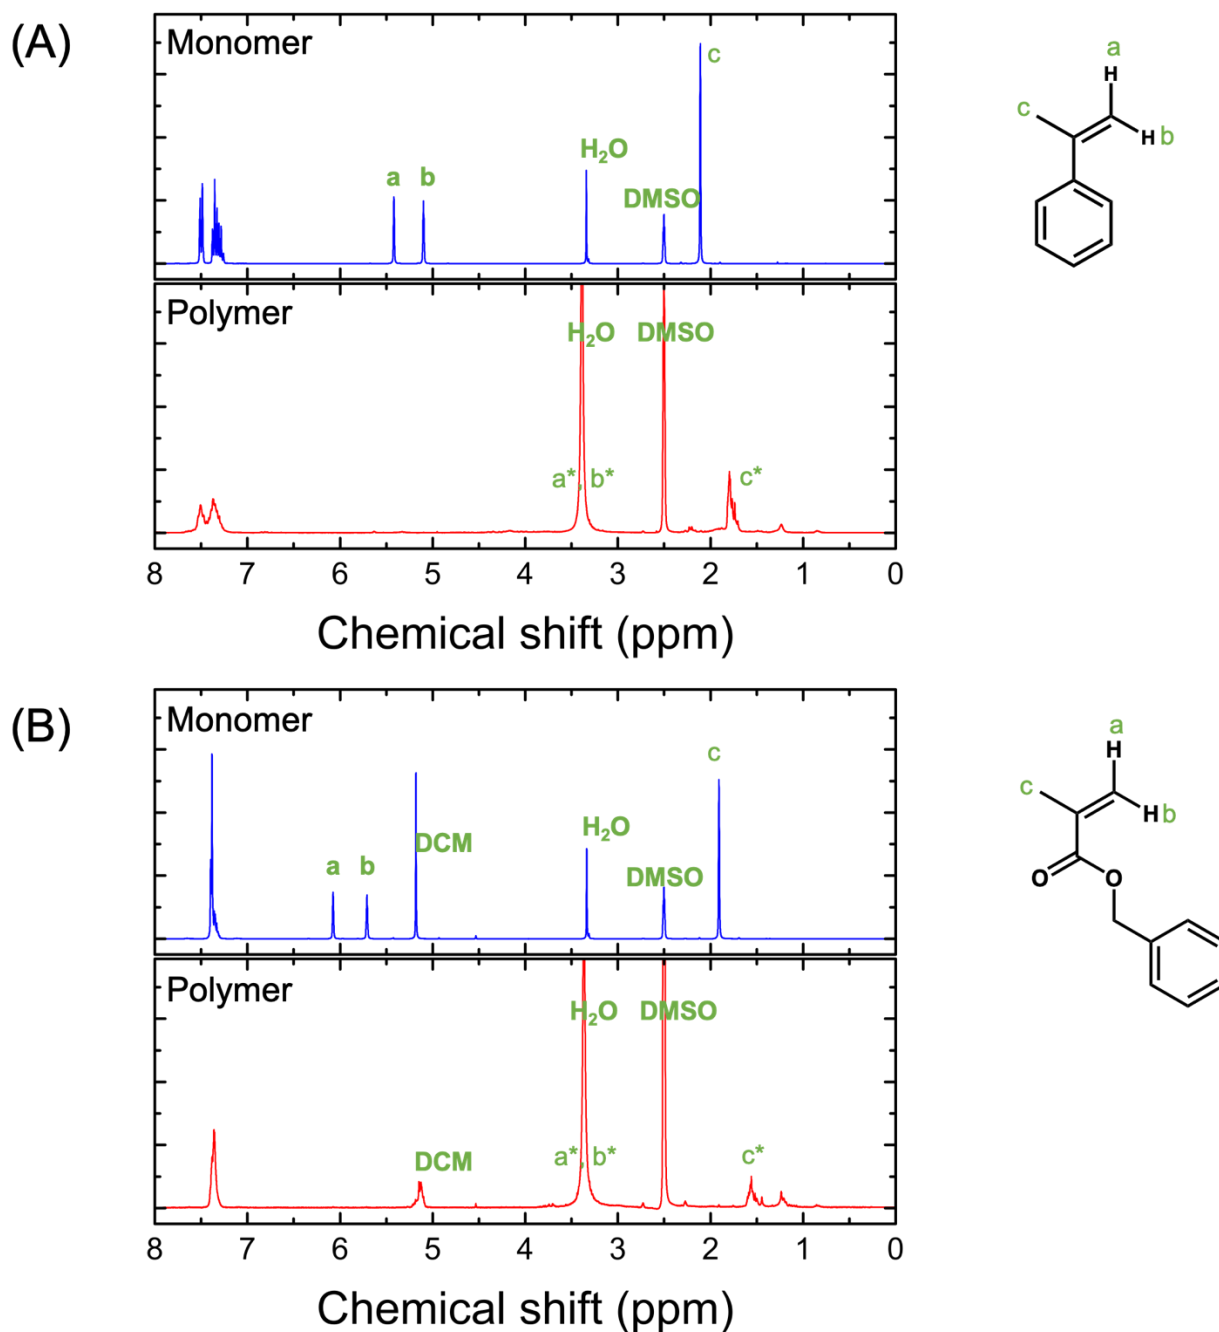 (A)
Monomer
a
b
H₂O
DMSO
c
a
c
H
H b
Polymer
H₂O
DMSO
a*, b*
c*
8 7 6 5 4 3 2 1 0
Chemical shift (ppm)
(B)
Monomer
a
b
DCM
H₂O
DMSO
c
a
H
c
H b
O
O
Polymer
DCM
H₂O
DMSO
a*, b*
c*
8 7 6 5 4 3 2 1 0
Chemical shift (ppm)